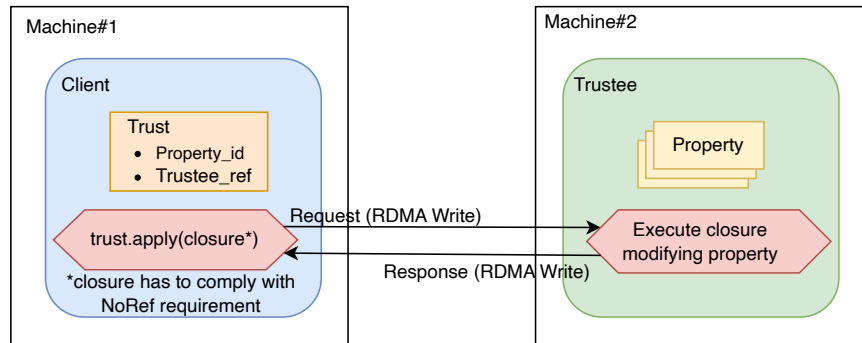 Machine#1
Client
Trust
• Property_id
• Trustee_ref
trust.apply(closure*)
*closure has to comply with
NoRef requirement
Request (RDMA Write)
Response (RDMA Write)
Machine#2
Trustee
Property
Execute closure
modifying property